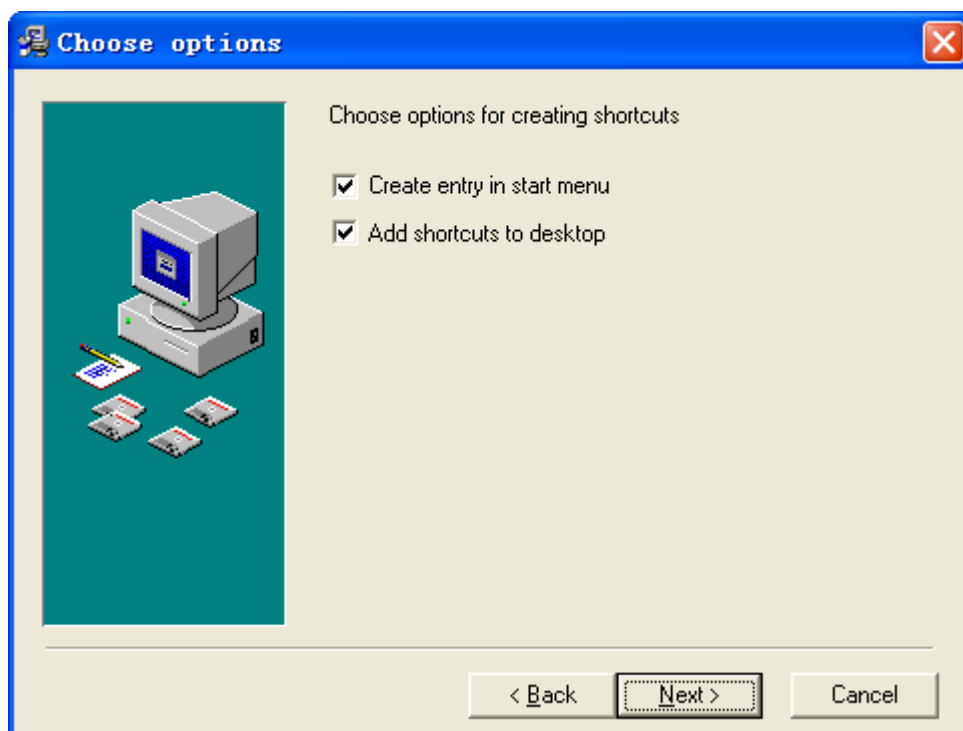 Choose options
Choose options for creating shortcuts
Create entry in start menu
Add shortcuts to desktop
< Back
Next >
Cancel